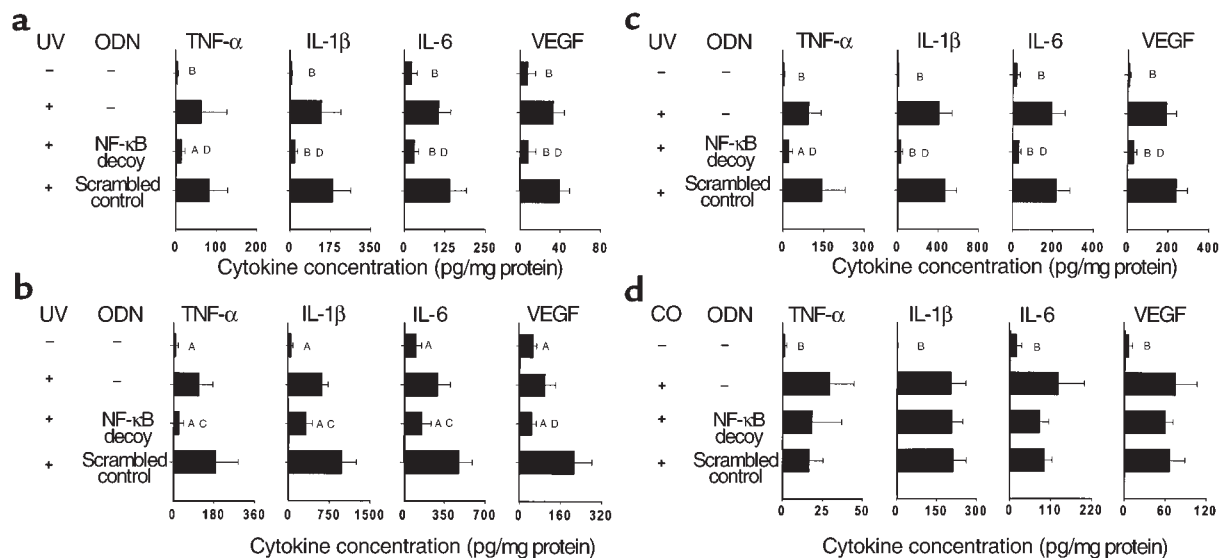 a
UV ODN TNF-α IL-1β IL-6 VEGF
− − B B B B
+ −
+ NF-κB decoy A D B D B D B D
+ Scrambled control
0 100 200 0 175 350 0 125 250 0 40 80
Cytokine concentration (pg/mg protein)
b
UV ODN TNF-α IL-1β IL-6 VEGF
− − A A A A
+ −
+ NF-κB decoy A C A C A C A D
+ Scrambled control
0 180 360 0 750 1500 0 350 700 0 160 320
Cytokine concentration (pg/mg protein)
c
UV ODN TNF-α IL-1β IL-6 VEGF
− − B B B B
+ −
+ NF-κB decoy A D B D B D B D
+ Scrambled control
0 150 300 0 400 800 0 200 400 0 200 400
Cytokine concentration (pg/mg protein)
d
CO ODN TNF-α IL-1β IL-6 VEGF
− − B B B B
+ −
+ NF-κB decoy
+ Scrambled control
0 25 50 0 150 300 0 110 220 0 60 120
Cytokine concentration (pg/mg protein)